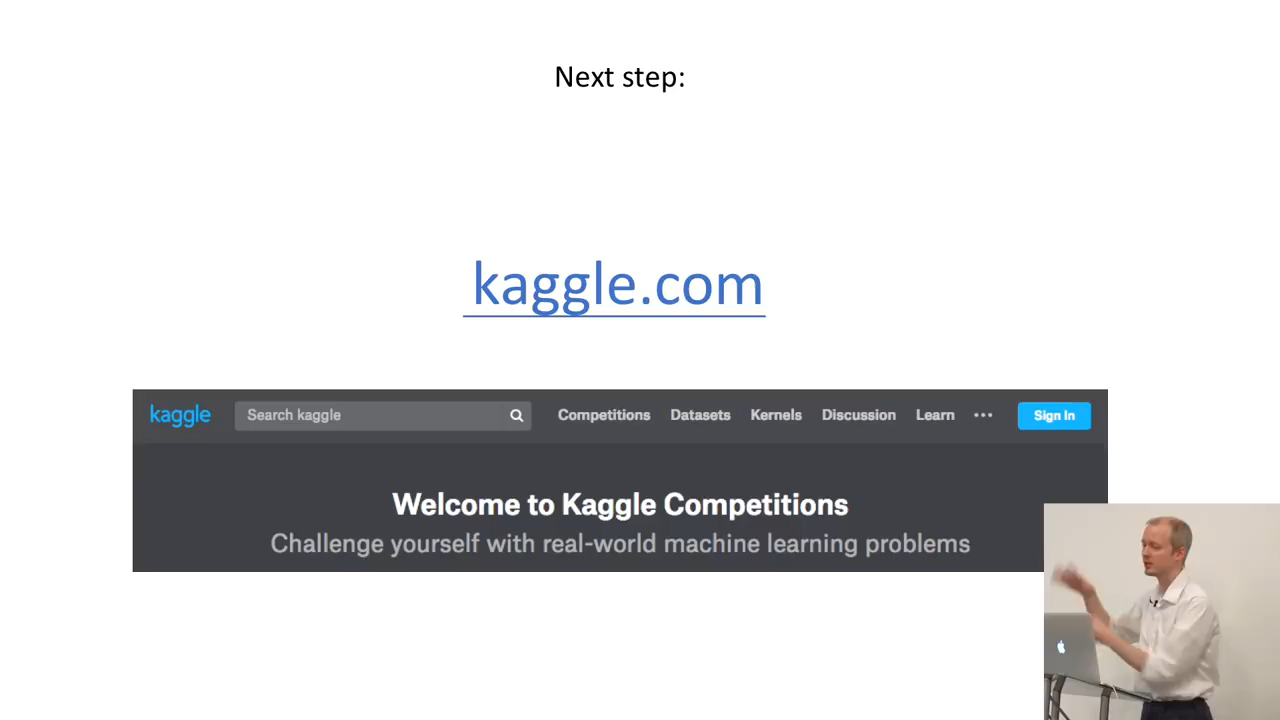 Next step:
kaggle.com
kaggle Search kaggle Competitions Datasets Kernels Discussion Learn ••• Sign In
Welcome to Kaggle Competitions
Challenge yourself with real-world machine learning problems